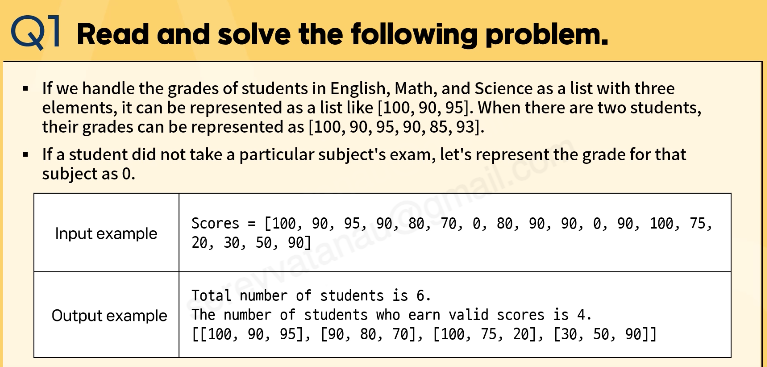 Q1 Read and solve the following problem.
▪ If we handle the grades of students in English, Math, and Science as a list with three
elements, it can be represented as a list like [100, 90, 95]. When there are two students,
their grades can be represented as [100, 90, 95, 90, 85, 93].
▪ If a student did not take a particular subject's exam, let's represent the grade for that
subject as 0.
Input example
Scores = [100, 90, 95, 90, 80, 70, 0, 80, 90, 90, 0, 90, 100, 75,
20, 30, 50, 90]
Output example
Total number of students is 6.
The number of students who earn valid scores is 4.
[[100, 90, 95], [90, 80, 70], [100, 75, 20], [30, 50, 90]]